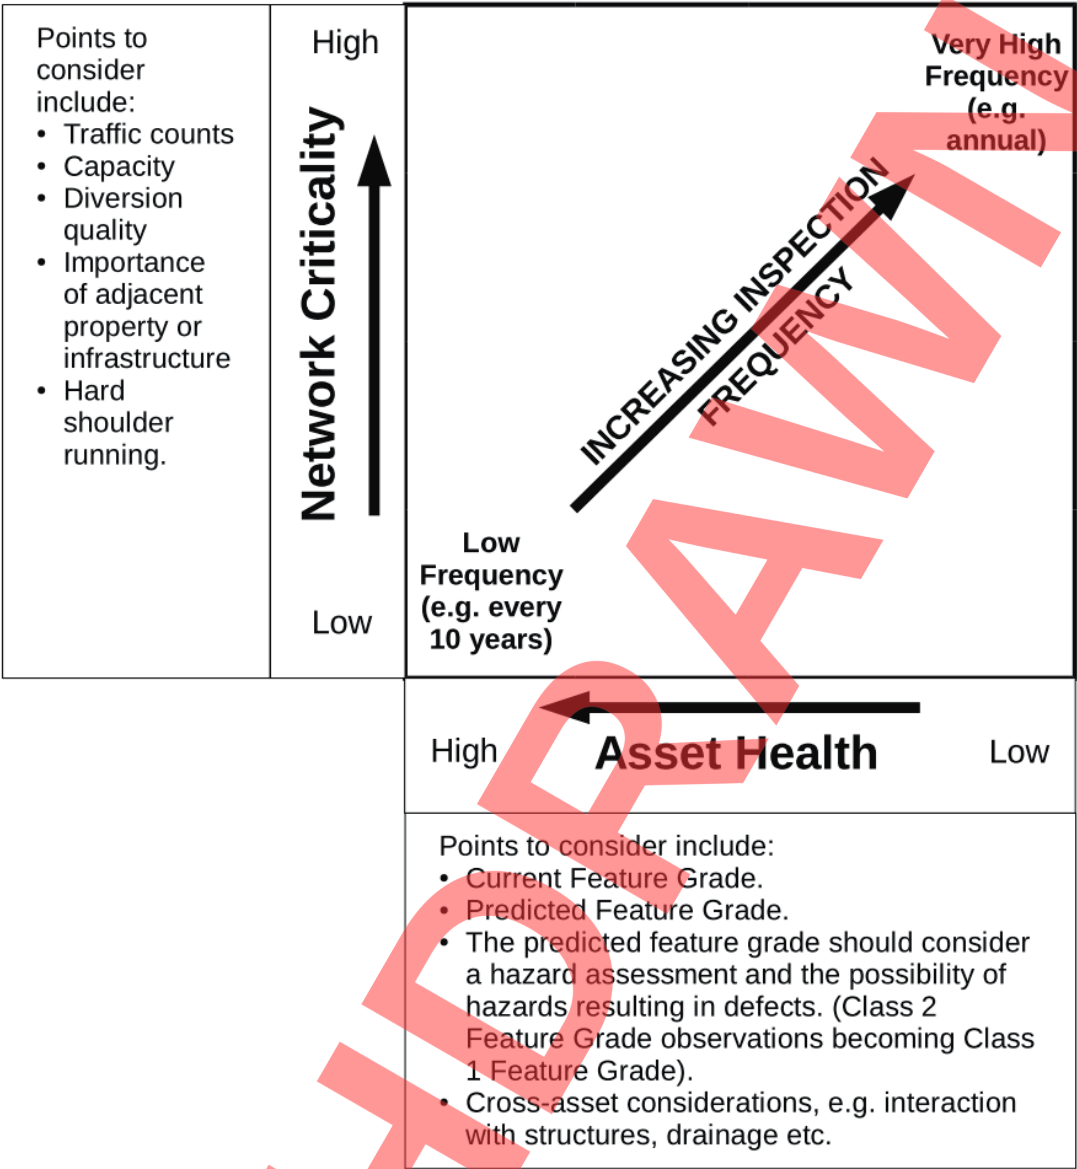 Points to
consider
include:
• Traffic counts
• Capacity
• Diversion
quality
• Importance
of adjacent
property or
infrastructure
• Hard
shoulder
running.
High
Network Criticality
Low
Very High
Frequency
(e.g.
annual)
INCREASING INSPECTION
FREQUENCY
Low
Frequency
(e.g. every
10 years)
High
Asset Health
Low
Points to consider include:
• Current Feature Grade.
• Predicted Feature Grade.
• The predicted feature grade should consider
a hazard assessment and the possibility of
hazards resulting in defects. (Class 2
Feature Grade observations becoming Class
1 Feature Grade).
• Cross-asset considerations, e.g. interaction
with structures, drainage etc.
HDRAWN